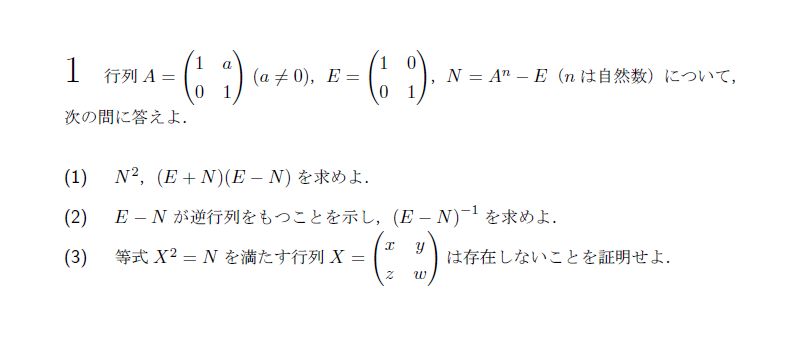 1 行列 A = \begin{pmatrix} 1 & a \\ 0 & 1 \end{pmatrix} (a ≠ 0), E = \begin{pmatrix} 1 & 0 \\ 0 & 1 \end{pmatrix}, N = A^n − E (n は自然数) について,
次の問に答えよ.
(1) N^2, (E + N)(E − N) を求めよ.
(2) E − N が逆行列をもつことを示し, (E − N)^{−1} を求めよ.
(3) 等式 X^2 = N を満たす行列 X = \begin{pmatrix} x & y \\ z & w \end{pmatrix} は存在しないことを証明せよ.